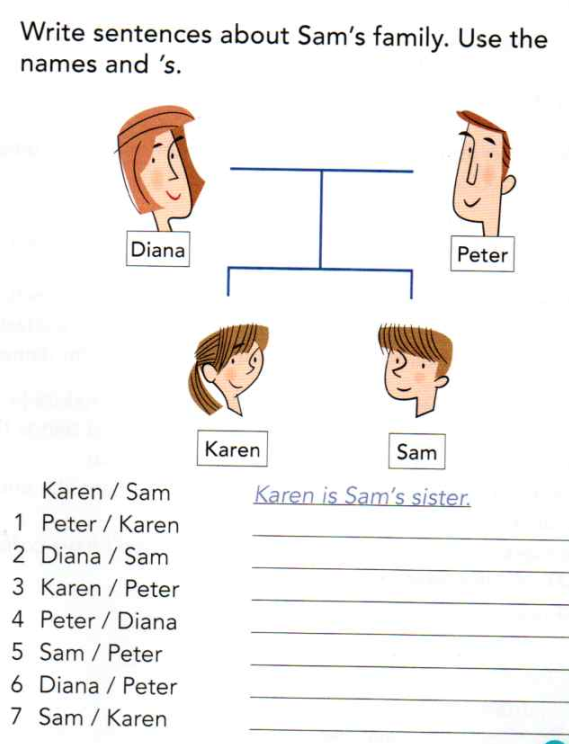 Write sentences about Sam's family. Use the
names and 's.
Diana
Peter
Karen
Sam
Karen / Sam Karen is Sam's sister.
1 Peter / Karen
2 Diana / Sam
3 Karen / Peter
4 Peter / Diana
5 Sam / Peter
6 Diana / Peter
7 Sam / Karen